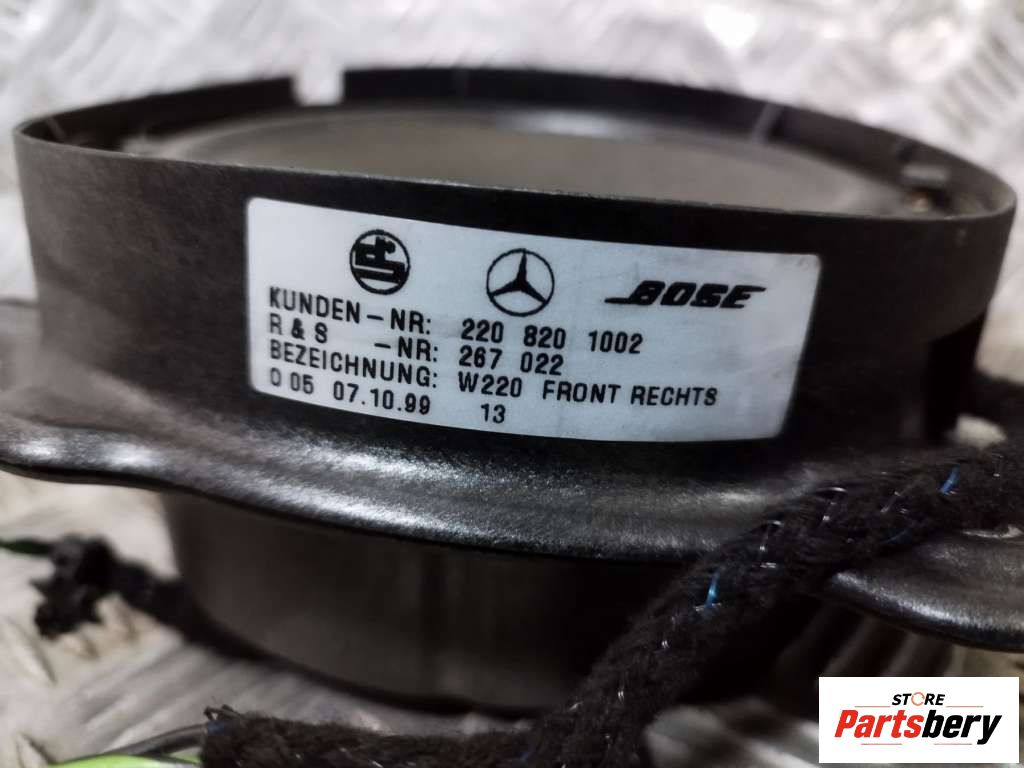 BOSE
KUNDEN-NR: 220 820 1002
R & S -NR: 267 022
BEZEICHNUNG: W220 FRONT RECHTS
Q 05 07.10.99 13
STORE
Partsbery